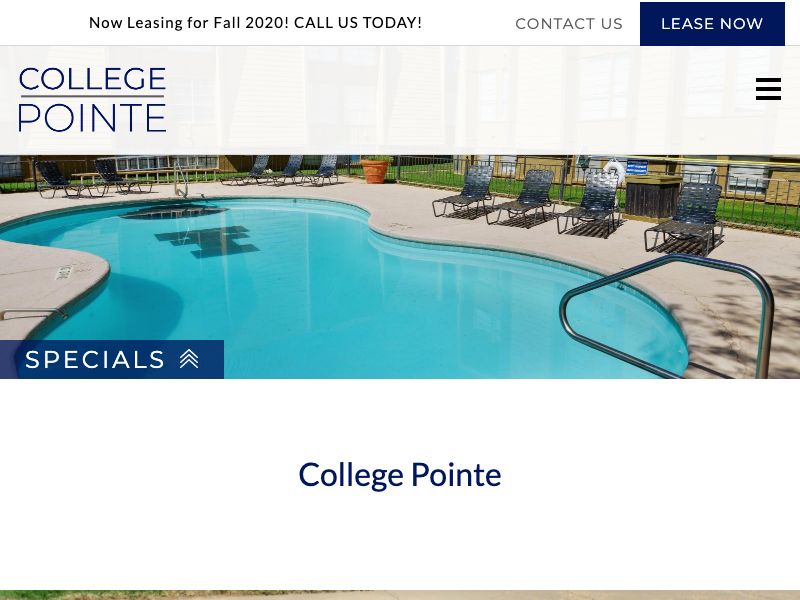 Now Leasing for Fall 2020! CALL US TODAY!
CONTACT US
LEASE NOW
COLLEGE
POINTE
SPECIALS
College Pointe